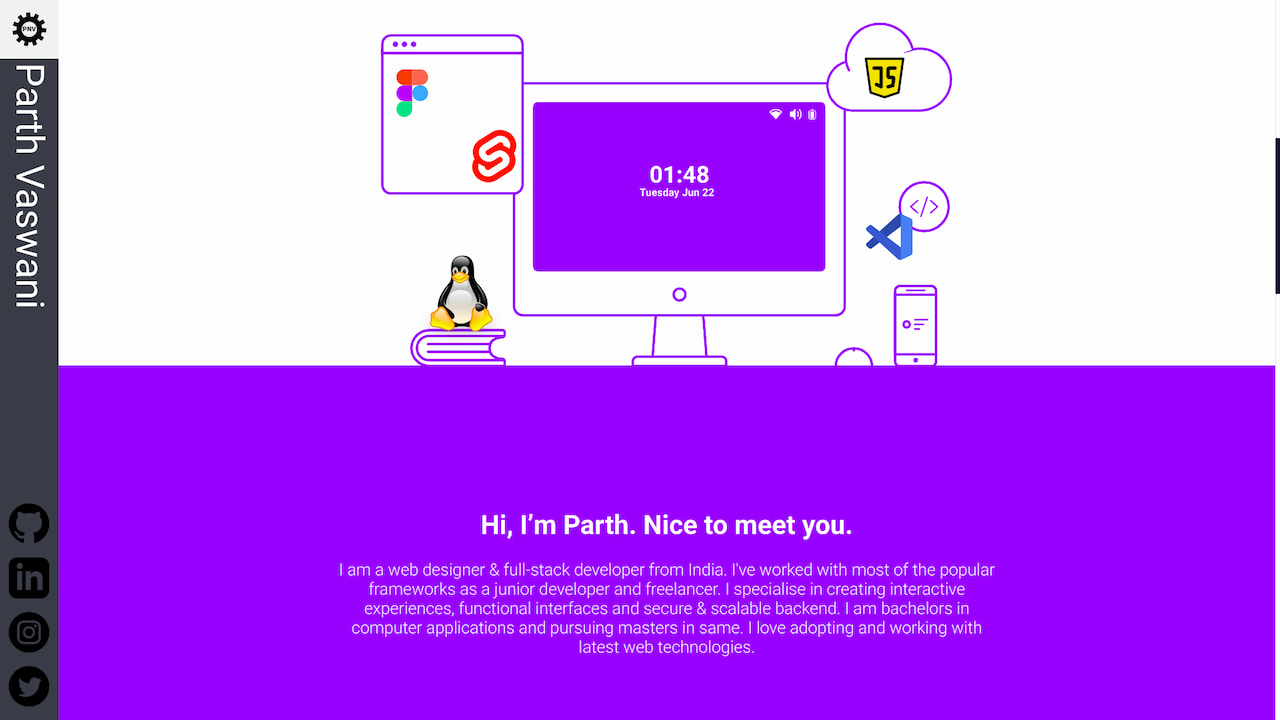 PNV
Parth Vaswani
JS
01:48
Tuesday Jun 22
</>
in
Hi, I’m Parth. Nice to meet you.
I am a web designer & full-stack developer from India. I've worked with most of the popular
frameworks as a junior developer and freelancer. I specialise in creating interactive
experiences, functional interfaces and secure & scalable backend. I am bachelors in
computer applications and pursuing masters in same. I love adopting and working with
latest web technologies.